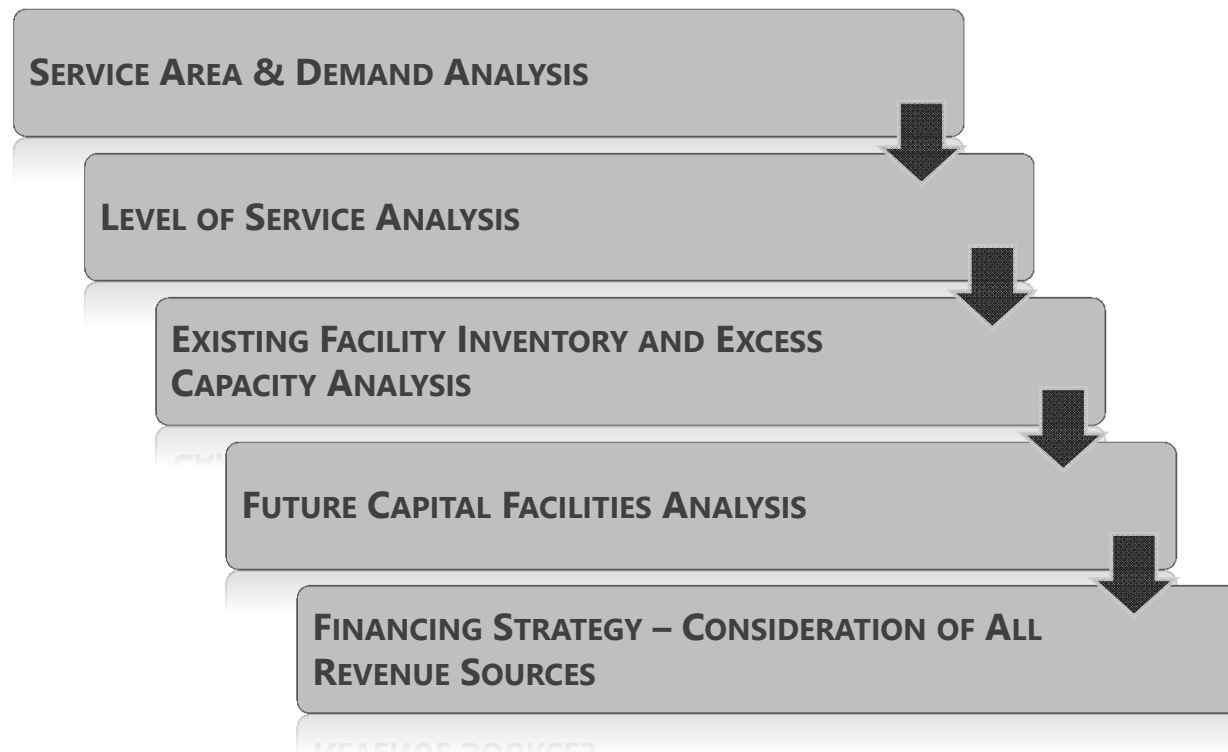 SERVICE AREA & DEMAND ANALYSIS
LEVEL OF SERVICE ANALYSIS
EXISTING FACILITY INVENTORY AND EXCESS
CAPACITY ANALYSIS
FUTURE CAPITAL FACILITIES ANALYSIS
FINANCING STRATEGY – CONSIDERATION OF ALL
REVENUE SOURCES